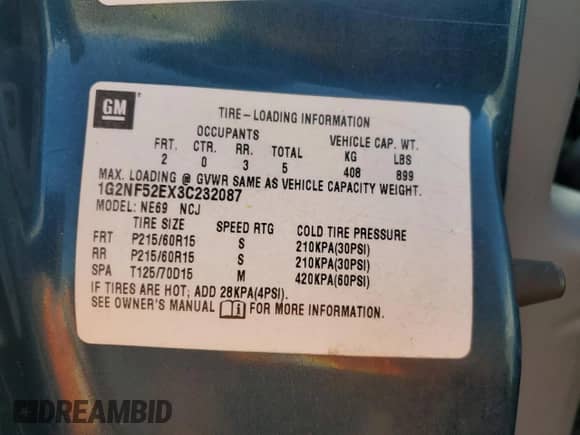 GM ®
TIRE-LOADING INFORMATION
OCCUPANTS VEHICLE CAP. WT.
FRT. CTR. RR. TOTAL KG LBS
2 0 3 5 408 899
MAX. LOADING @ GVWR SAME AS VEHICLE CAPACITY WEIGHT.
1G2NF52EX3C232087
MODEL: NE69 NCJ
TIRE SIZE SPEED RTG COLD TIRE PRESSURE
FRT P215/60R15 S 210KPA(30PSI)
RR P215/60R15 S 210KPA(30PSI)
SPA T125/70D15 M 420KPA(60PSI)
IF TIRES ARE HOT; ADD 28KPA(4PSI).
SEE OWNER'S MANUAL FOR MORE INFORMATION.
DREAMBID